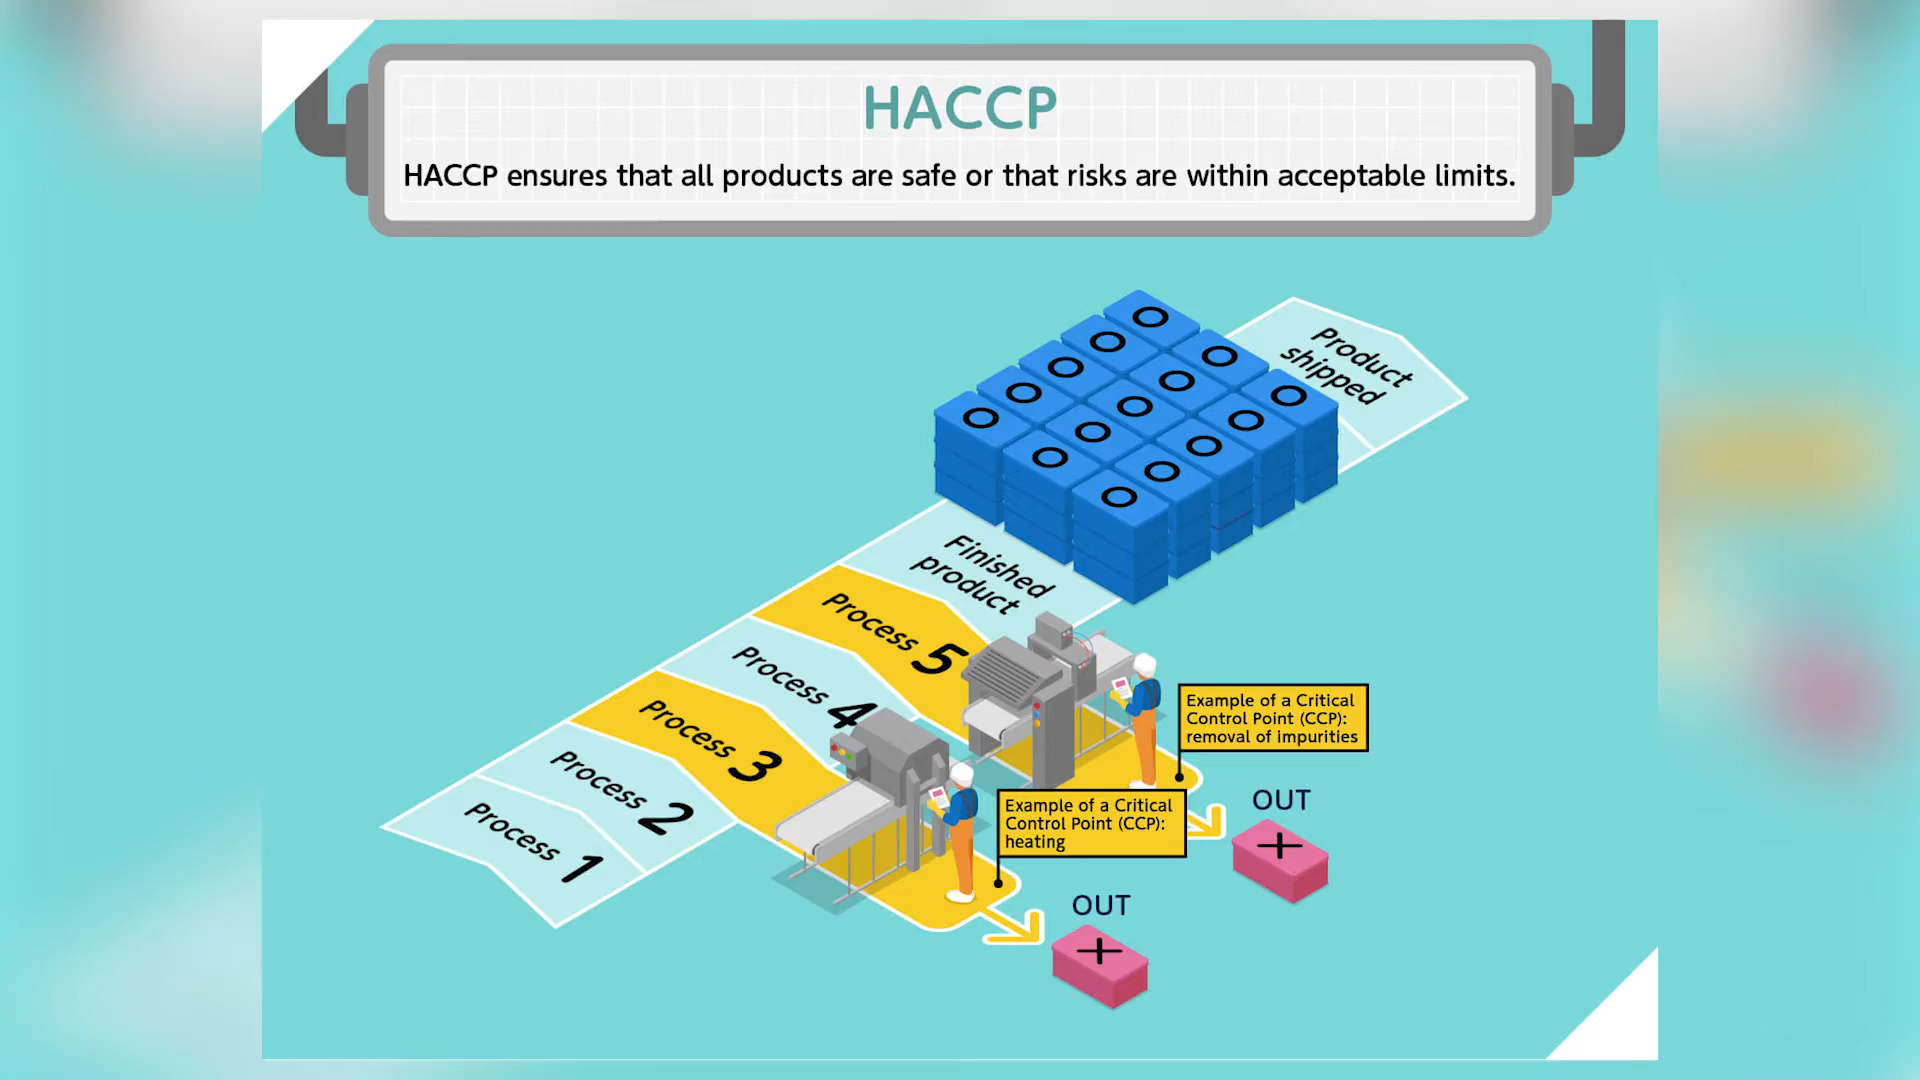 HACCP
HACCP ensures that all products are safe or that risks are within acceptable limits.
Product
shipped
Finished
product
Process 5
Process 4
Process 3
Process 2
Process 1
Example of a Critical
Control Point (CCP):
removal of impurities
OUT
Example of a Critical
Control Point (CCP):
heating
OUT